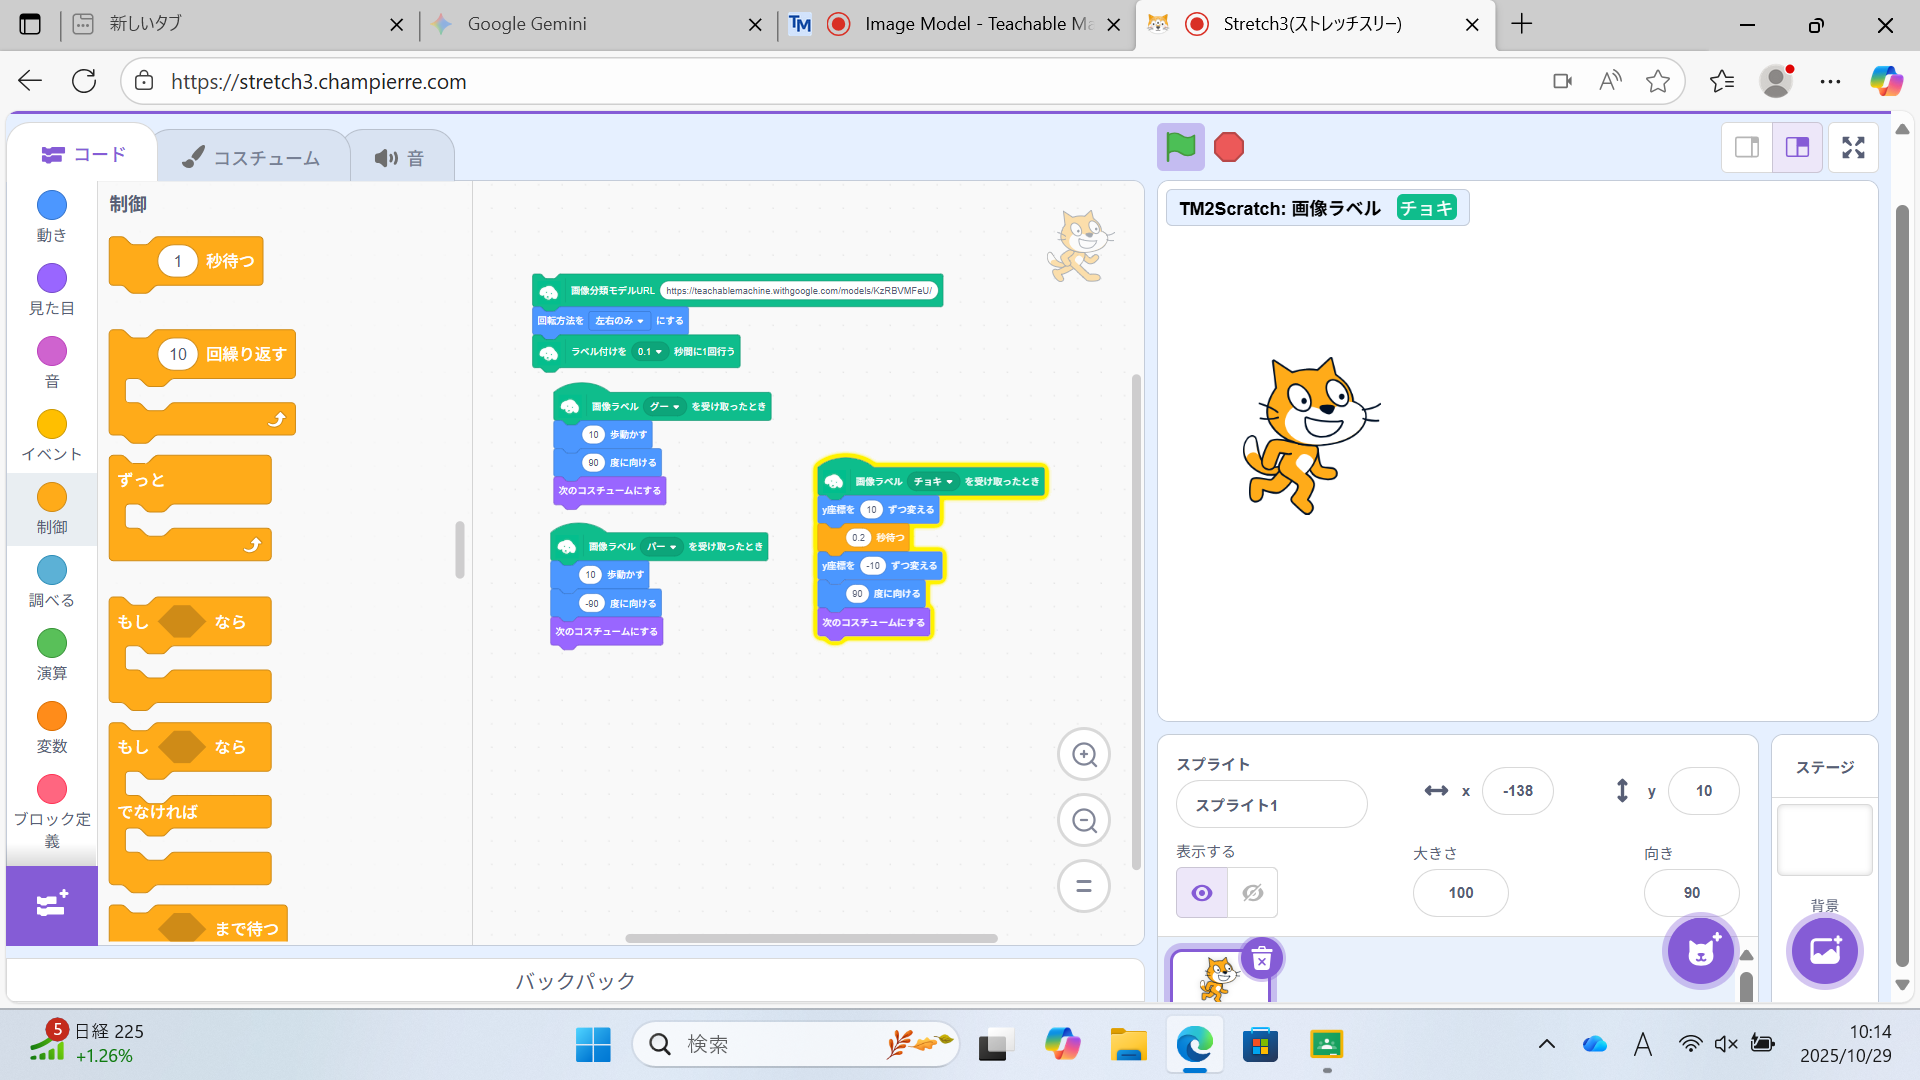 新しいタブ
Google Gemini
Image Model - Teachable Ma
Stretch3(ストレッチスリー)
https://stretch3.champierre.com
コード
コスチューム
音
動き
見た目
音
イベント
制御
調べる
演算
変数
ブロック定
義
制御
1 秒待つ
10 回繰り返す
ずっと
もし なら
もし なら
でなければ
まで待つ
画像分類モデルURL https://teachablemachine.withgoogle.com/models/KzRBVMFeU/
回転方法を 左右のみ にする
ラベル付けを 0.1 秒間に1回行う
画像ラベル グー を受け取ったとき
10 歩動かす
90 度に向ける
次のコスチュームにする
画像ラベル パー を受け取ったとき
10 歩動かす
-90 度に向ける
次のコスチュームにする
画像ラベル チョキ を受け取ったとき
y座標を 10 ずつ変える
0.2 秒待つ
y座標を -10 ずつ変える
90 度に向ける
次のコスチュームにする
バックパック
TM2Scratch: 画像ラベル チョキ
スプライト
スプライト1
x -138
y 10
表示する
大きさ
100
向き
90
ステージ
背景
5
日経 225
+1.26%
検索
A
10:14
2025/10/29